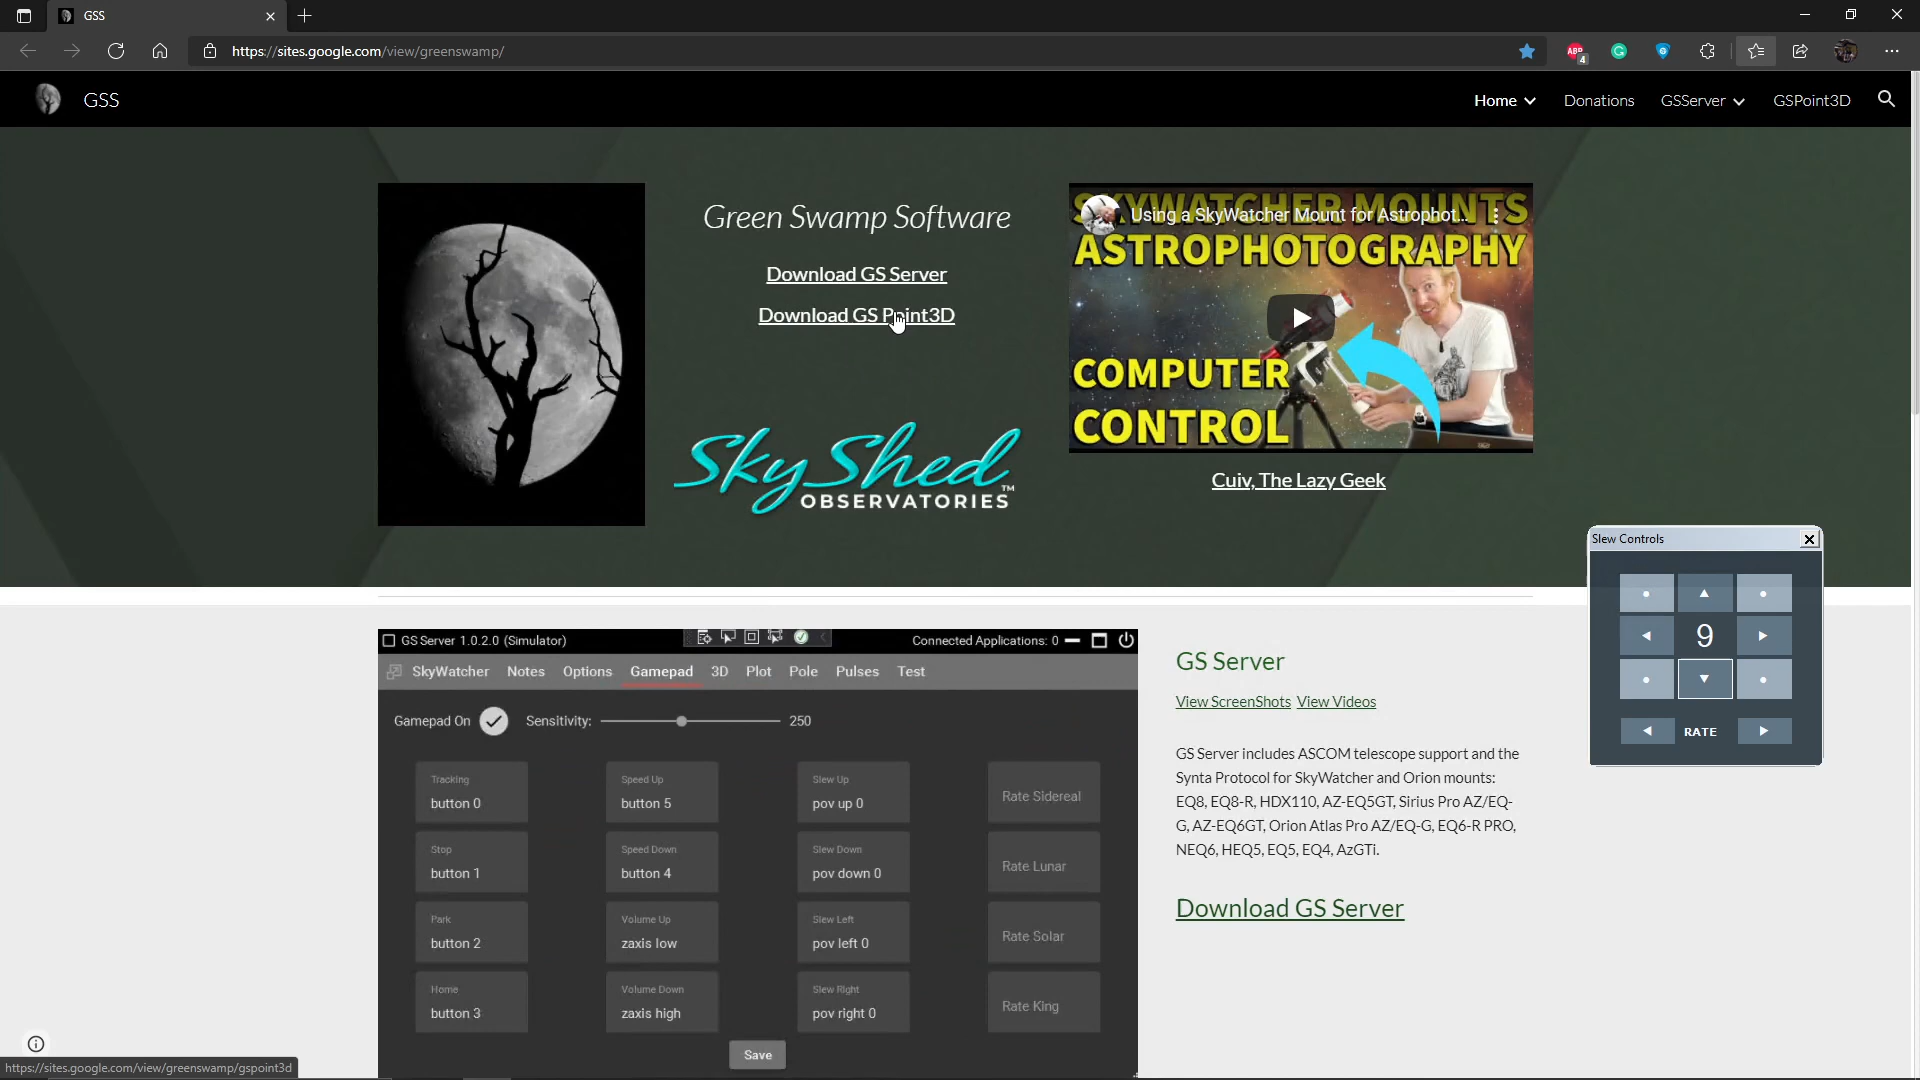 GSS
https://sites.google.com/view/greenswamp/
ABP
4
GSS
Home
Donations
GSServer
GSPoint3D
Green Swamp Software
Download GS Server
Download GS Point3D
SkyShed
OBSERVATORIES™
Using a SkyWatcher Mount for Astrophot...
SKYWATCHER MOUNTS
ASTROPHOTOGRAPHY
COMPUTER
CONTROL
Cuiv, The Lazy Geek
Slew Controls
9
RATE
GS Server 1.0.2.0 (Simulator)
Connected Applications: 0
SkyWatcher Notes Options Gamepad 3D Plot Pole Pulses Test
Gamepad On
Sensitivity:
250
Tracking
button 0
Speed Up
button 5
Slew Up
pov up 0
Rate Sidereal
Stop
button 1
Speed Down
button 4
Slew Down
pov down 0
Rate Lunar
Park
button 2
Volume Up
zaxis low
Slew Left
pov left 0
Rate Solar
Home
button 3
Volume Down
zaxis high
Slew Right
pov right 0
Rate King
Save
GS Server
View ScreenShots View Videos
GS Server includes ASCOM telescope support and the
Synta Protocol for SkyWatcher and Orion mounts:
EQ8, EQ8-R, HDX110, AZ-EQ5GT, Sirius Pro AZ/EQ-
G, AZ-EQ6GT, Orion Atlas Pro AZ/EQ-G, EQ6-R PRO,
NEQ6, HEQ5, EQ5, EQ4, AzGTi.
Download GS Server
https://sites.google.com/view/greenswamp/gspoint3d